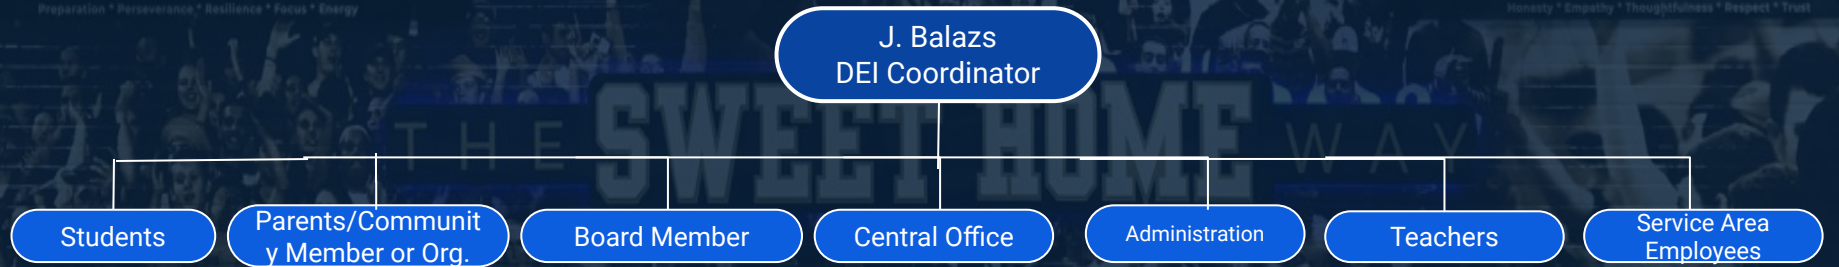 Preparation * Perseverance * Resilience * Focus * Energy
Honesty * Empathy * Thoughtfulness * Respect * Trust
J. Balazs
DEI Coordinator
THE SWEET HOME WAY
Students
Parents/Communit
y Member or Org.
Board Member
Central Office
Administration
Teachers
Service Area
Employees